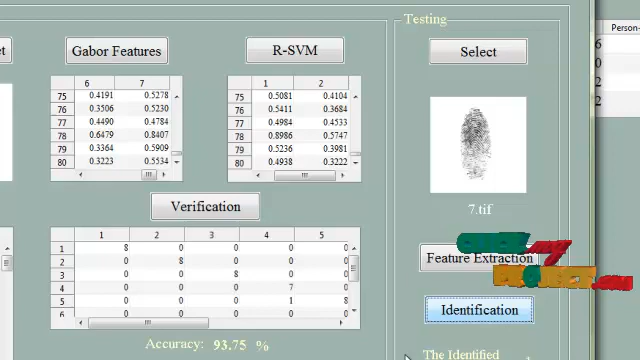 Testing
Person-
Gabor Features
R-SVM
Select
6 7
75 0.4191 0.5278
76 0.3506 0.5230
77 0.4490 0.4784
78 0.6479 0.8407
79 0.3364 0.5909
80 0.3223 0.5534
1 2
75 0.5081 0.4104
76 0.5411 0.3684
77 0.4984 0.4533
78 0.8986 0.5747
79 0.5236 0.3981
80 0.4938 0.3222
6
0
2
2
7.tif
Verification
1 2 3 4 5
1 8 0 0 0 0
2 0 8 0 0 0
3 0 0 8 0 0
4 0 0 0 7 0
5 0 0 0 1 8
Feature Extraction
Identification
Accuracy: 93.75 %
The Identified